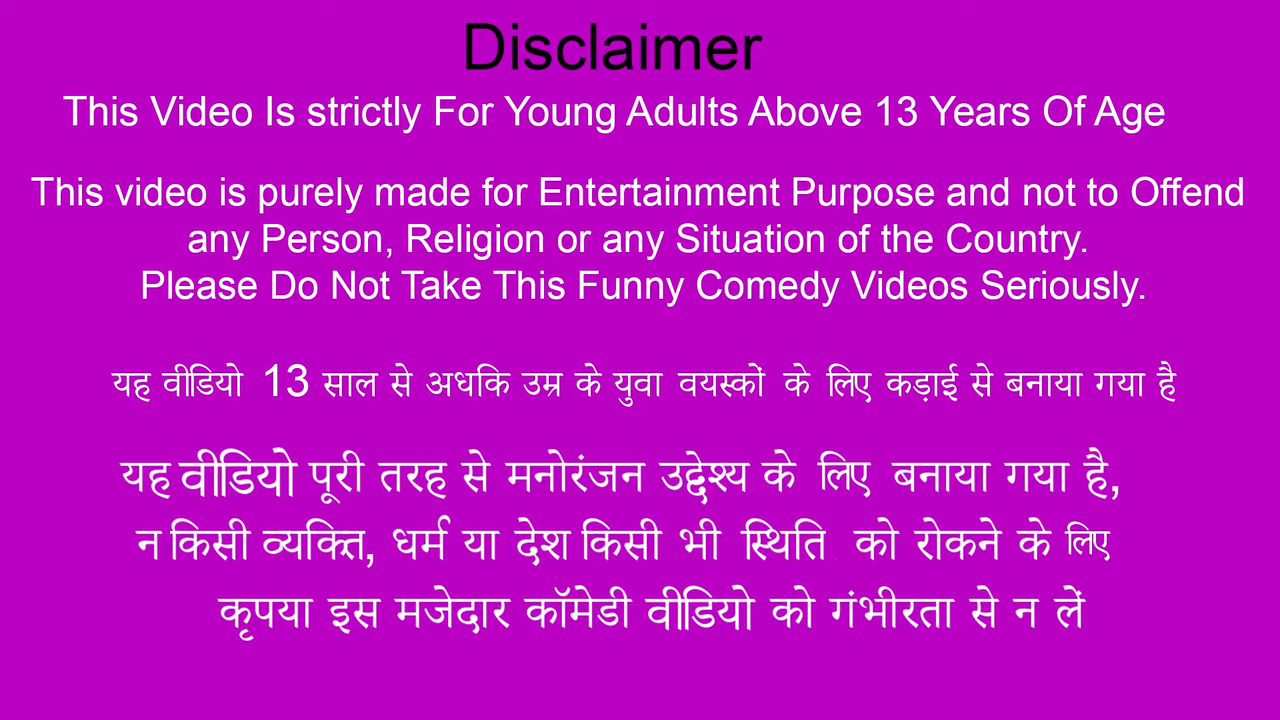 Disclaimer
This Video Is strictly For Young Adults Above 13 Years Of Age
This video is purely made for Entertainment Purpose and not to Offend
any Person, Religion or any Situation of the Country.
Please Do Not Take This Funny Comedy Videos Seriously.
यह वीडियो 13 साल से अधकि उम्र के युवा वयस्कों के लिए कड़ाई से बनाया गया है
यह वीडियो पूरी तरह से मनोरंजन उद्देश्य के लिए बनाया गया है,
न किसी व्यक्ति, धर्म या देश किसी भी स्थिति को रोकने के लिए
कृपया इस मजेदार कॉमेडी वीडियो को गंभीरता से न लें